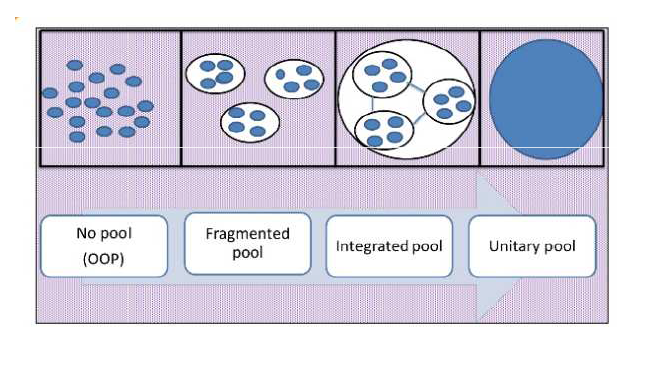 No pool
(OOP)
Fragmented
pool
Integrated pool
Unitary pool